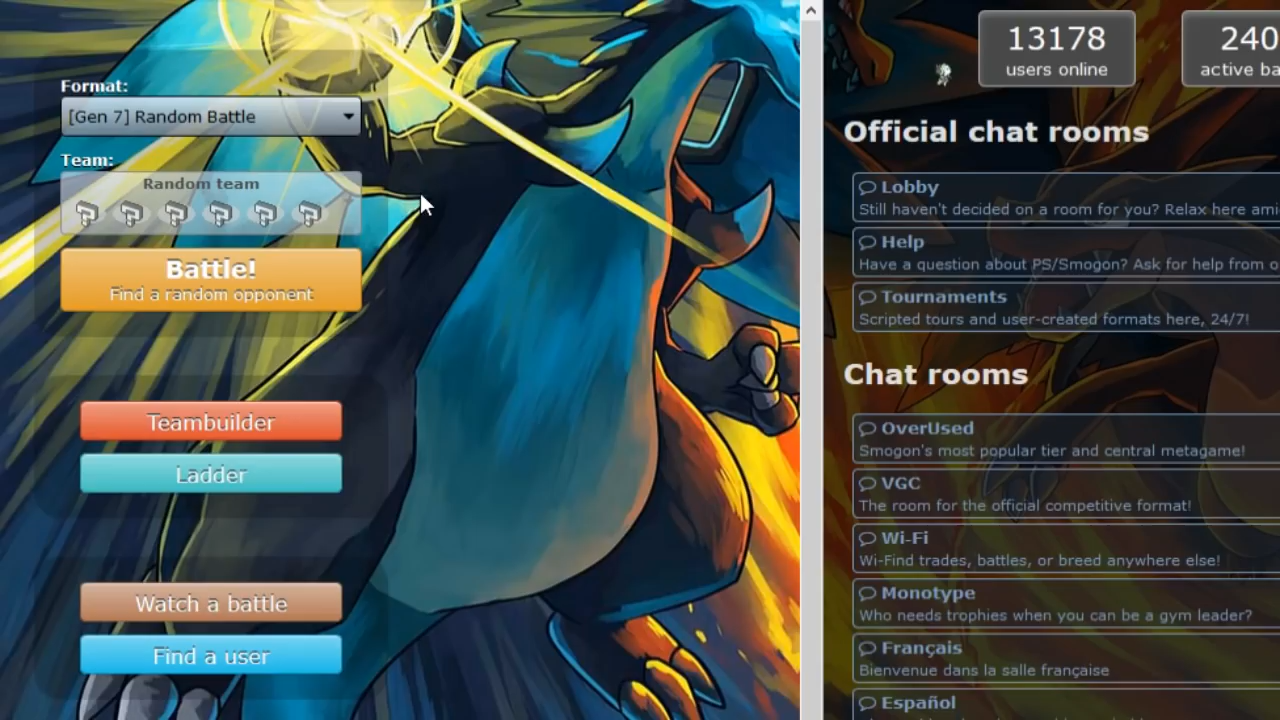 Format:
[Gen 7] Random Battle
Team:
Random team
Battle!
Find a random opponent
Teambuilder
Ladder
Watch a battle
Find a user
13178
users online
240
active ba
Official chat rooms
Lobby
Still haven't decided on a room for you? Relax here ami
Help
Have a question about PS/Smogon? Ask for help from o
Tournaments
Scripted tours and user-created formats here, 24/7!
Chat rooms
OverUsed
Smogon's most popular tier and central metagame!
VGC
The room for the official competitive format!
Wi-Fi
Wi-Find trades, battles, or breed anywhere else!
Monotype
Who needs trophies when you can be a gym leader?
Français
Bienvenue dans la salle française
Español